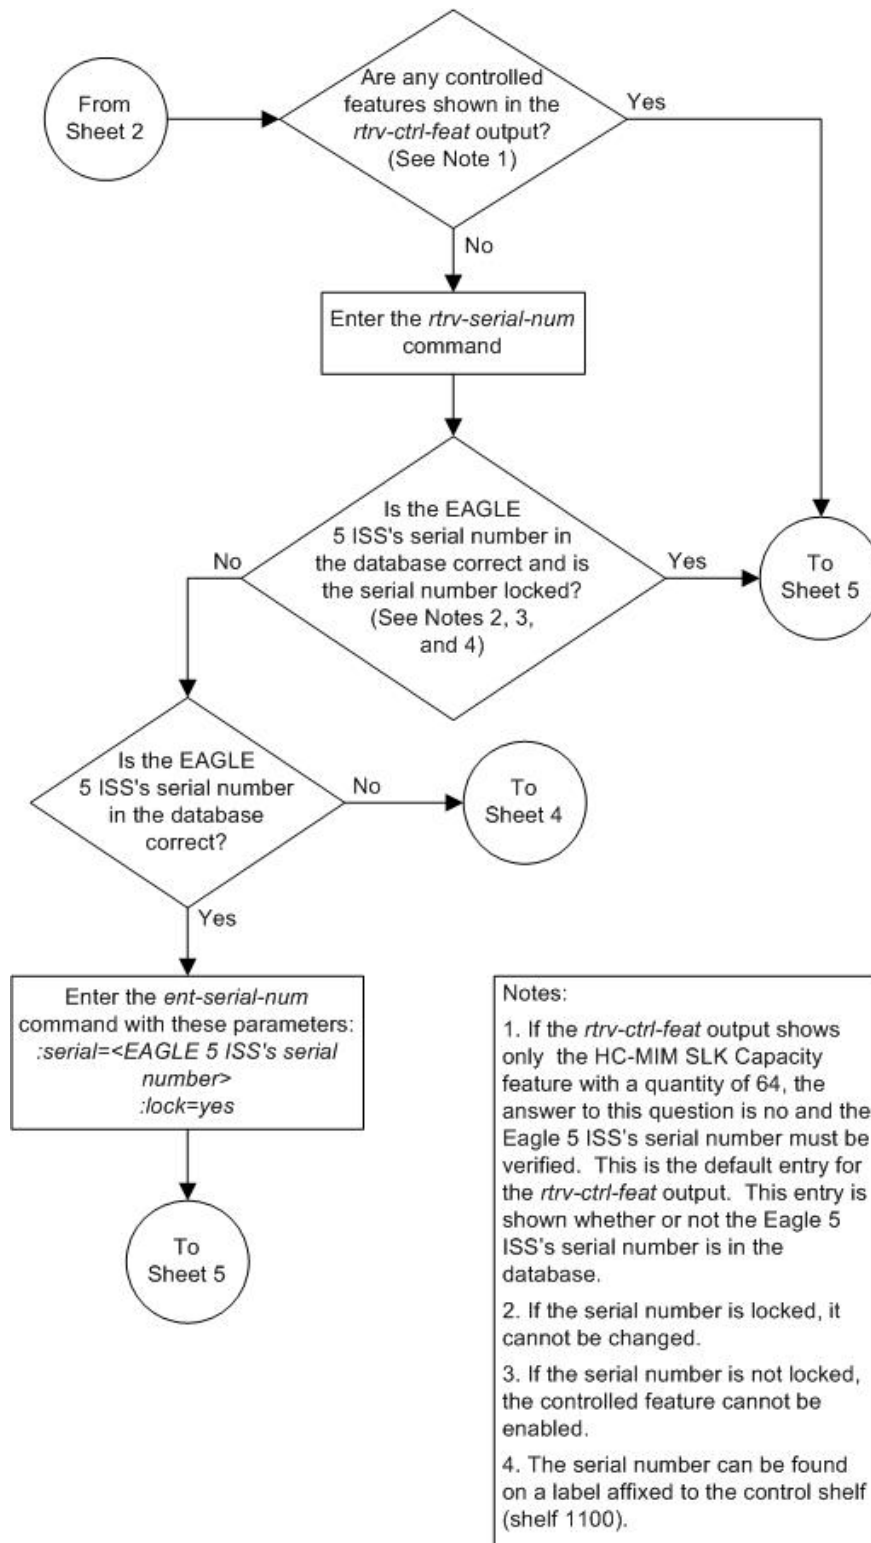 From
Sheet 2
Are any controlled
features shown in the
rtrv-ctrl-feat output?
(See Note 1)
Yes
No
Enter the rtrv-serial-num
command
Is the EAGLE
5 ISS's serial number in
the database correct and is
the serial number locked?
(See Notes 2, 3,
and 4)
No
Yes
To
Sheet 5
Is the EAGLE
5 ISS's serial number
in the database
correct?
No
To
Sheet 4
Yes
Enter the ent-serial-num
command with these parameters:
:serial=<EAGLE 5 ISS's serial
number>
:lock=yes
To
Sheet 5
Notes:
1. If the rtrv-ctrl-feat output shows
only the HC-MIM SLK Capacity
feature with a quantity of 64, the
answer to this question is no and the
Eagle 5 ISS's serial number must be
verified. This is the default entry for
the rtrv-ctrl-feat output. This entry is
shown whether or not the Eagle 5
ISS's serial number is in the
database.
2. If the serial number is locked, it
cannot be changed.
3. If the serial number is not locked,
the controlled feature cannot be
enabled.
4. The serial number can be found
on a label affixed to the control shelf
(shelf 1100).